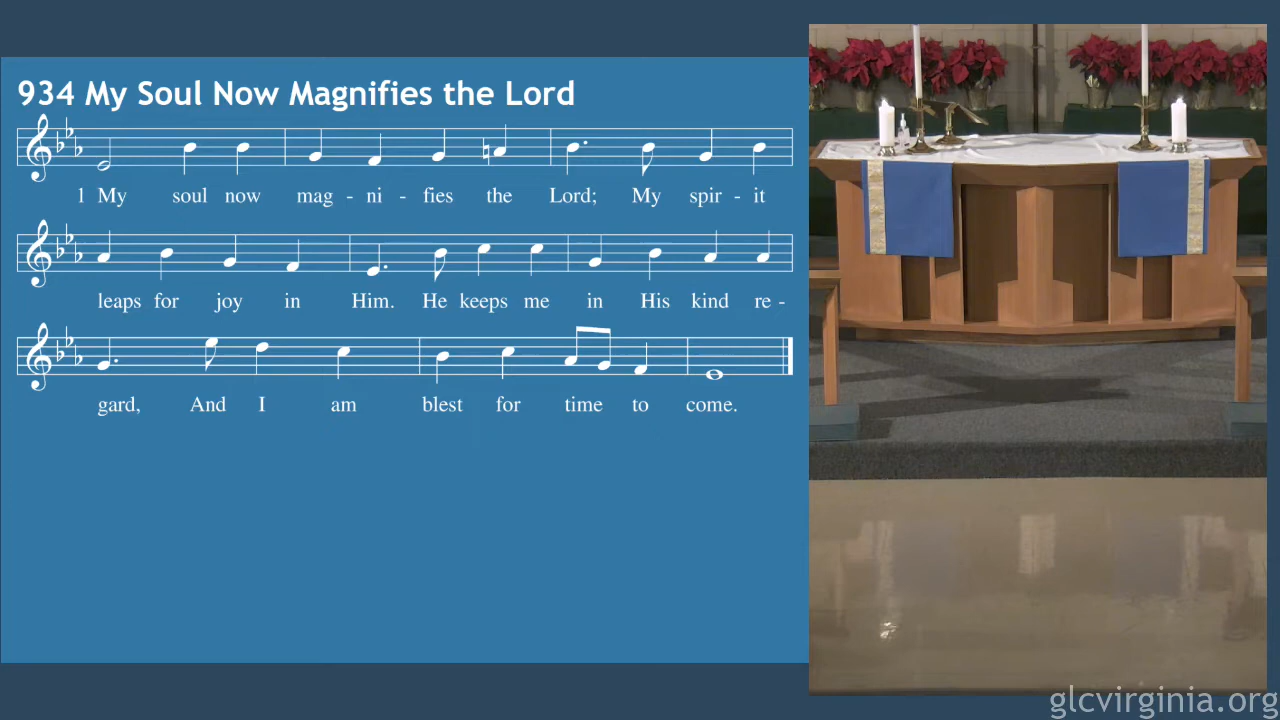 934 My Soul Now Magnifies the Lord
1 My soul now mag - ni - fies the Lord; My spir - it
leaps for joy in Him. He keeps me in His kind re -
gard, And I am blest for time to come.
glcvirginia.org